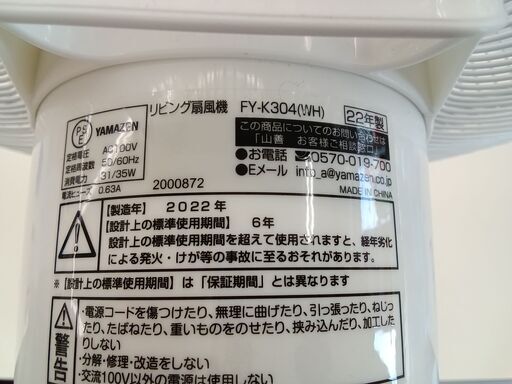 リビング扇風機 FY-K304(WH) 22年製
PSE YAMAZEN
定格電圧 AC100V
定格周波数 50/60Hz
消費電力 31/35W
電流ヒューズ 0.63A
2000872
この商品についてのお問い合わせは
「山善 お客様ご相談窓口」
●お電話 0570-019-700
●Eメール info_a@yamazen.co.jp
MADE IN CHINA
【製造年】 2022年
【設計上の標準使用期間】 6年
設計上の標準使用期間を超えて使用されますと、経年劣化
による発火・けが等の事故に至るおそれがあります。
※【設計上の標準使用期間】は「保証期間」とは異なります
警告
・電源コードを傷つけたり、無理に曲げたり、引っ張ったり、ねじっ
たり、たばねたり、重いものをのせたり、挟み込んだり、加工した
りしない
・分解・修理・改造をしない
・交流100V以外の電源は使用しない